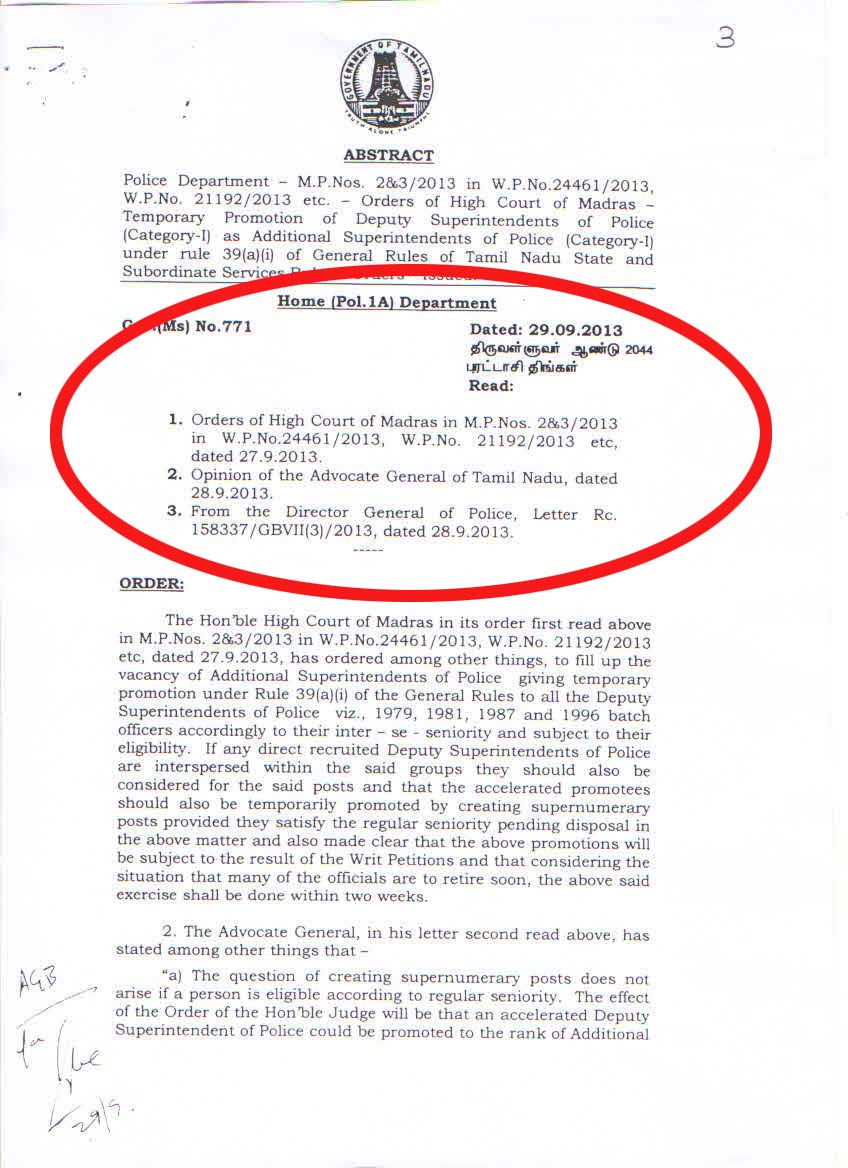 3
GOVERNMENT OF TAMILNADU
TRUTH ALONE TRIUMPHS
ABSTRACT
Police Department – M.P.Nos. 2&3/2013 in W.P.No.24461/2013,
W.P.No. 21192/2013 etc. – Orders of High Court of Madras –
Temporary Promotion of Deputy Superintendents of Police
(Category-I) as Additional Superintendents of Police (Category-I)
under rule 39(a)(i) of General Rules of Tamil Nadu State and
Subordinate Services
Home (Pol.1A) Department
(Ms) No.771
Dated: 29.09.2013
திருவள்ளுவர் ஆண்டு 2044
புரட்டாசி திங்கள்
Read:
1. Orders of High Court of Madras in M.P.Nos. 2&3/2013
in W.P.No.24461/2013, W.P.No. 21192/2013 etc,
dated 27.9.2013.
2. Opinion of the Advocate General of Tamil Nadu, dated
28.9.2013.
3. From the Director General of Police, Letter Rc.
158337/GBVII(3)/2013, dated 28.9.2013.
-----
ORDER:
The Hon'ble High Court of Madras in its order first read above
in M.P.Nos. 2&3/2013 in W.P.No.24461/2013, W.P.No. 21192/2013
etc, dated 27.9.2013, has ordered among other things, to fill up the
vacancy of Additional Superintendents of Police giving temporary
promotion under Rule 39(a)(i) of the General Rules to all the Deputy
Superintendents of Police viz., 1979, 1981, 1987 and 1996 batch
officers accordingly to their inter – se - seniority and subject to their
eligibility. If any direct recruited Deputy Superintendents of Police
are interspersed within the said groups they should also be
considered for the said posts and that the accelerated promotees
should also be temporarily promoted by creating supernumerary
posts provided they satisfy the regular seniority pending disposal in
the above matter and also made clear that the above promotions will
be subject to the result of the Writ Petitions and that considering the
situation that many of the officials are to retire soon, the above said
exercise shall be done within two weeks.
2. The Advocate General, in his letter second read above, has
stated among other things that –
"a) The question of creating supernumerary posts does not
arise if a person is eligible according to regular seniority. The effect
of the Order of the Hon'ble Judge will be that an accelerated Deputy
Superintendent of Police could be promoted to the rank of Additional
29/9.